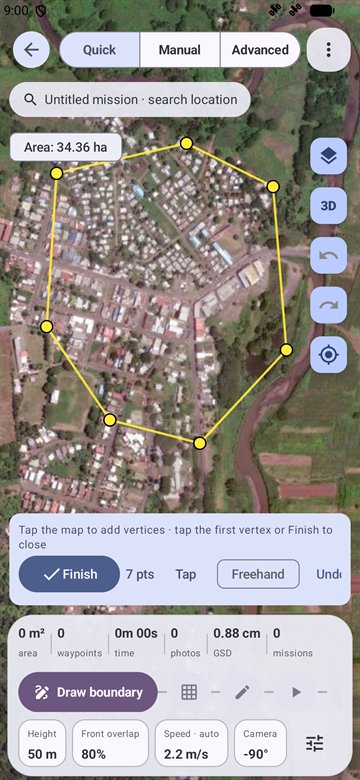 9:00
Quick
Manual
Advanced
Untitled mission · search location
Area: 34.36 ha
3D
Tap the map to add vertices · tap the first vertex or Finish to
close
Finish
7 pts
Tap
Freehand
Undo
0 m² 0 0m 00s 0 0.88 cm 0
area waypoints time photos GSD missions
Draw boundary
Height Front overlap Speed · auto Camera
50 m 80% 2.2 m/s -90°